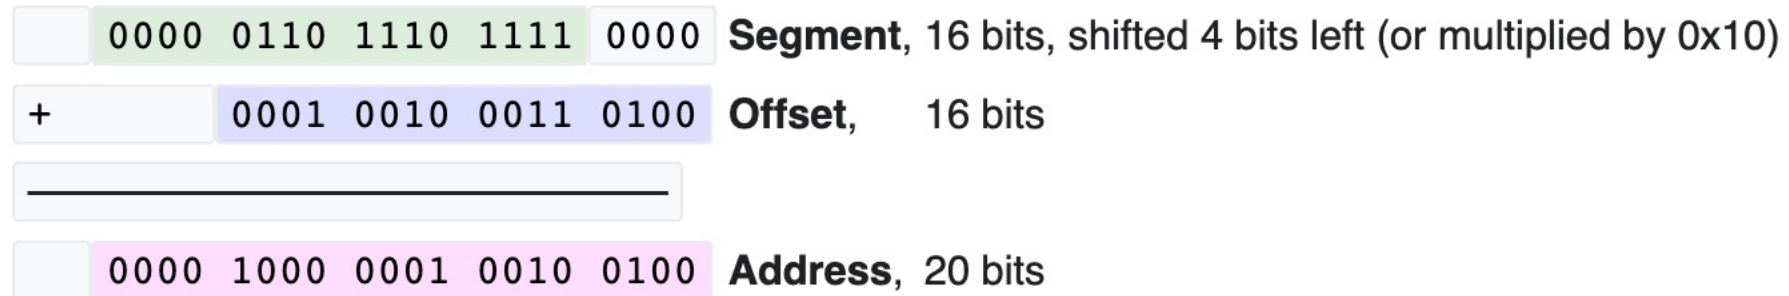 0000 0110 1110 1111 0000 Segment, 16 bits, shifted 4 bits left (or multiplied by 0x10)
+ 0001 0010 0011 0100 Offset, 16 bits
0000 1000 0001 0010 0100 Address, 20 bits